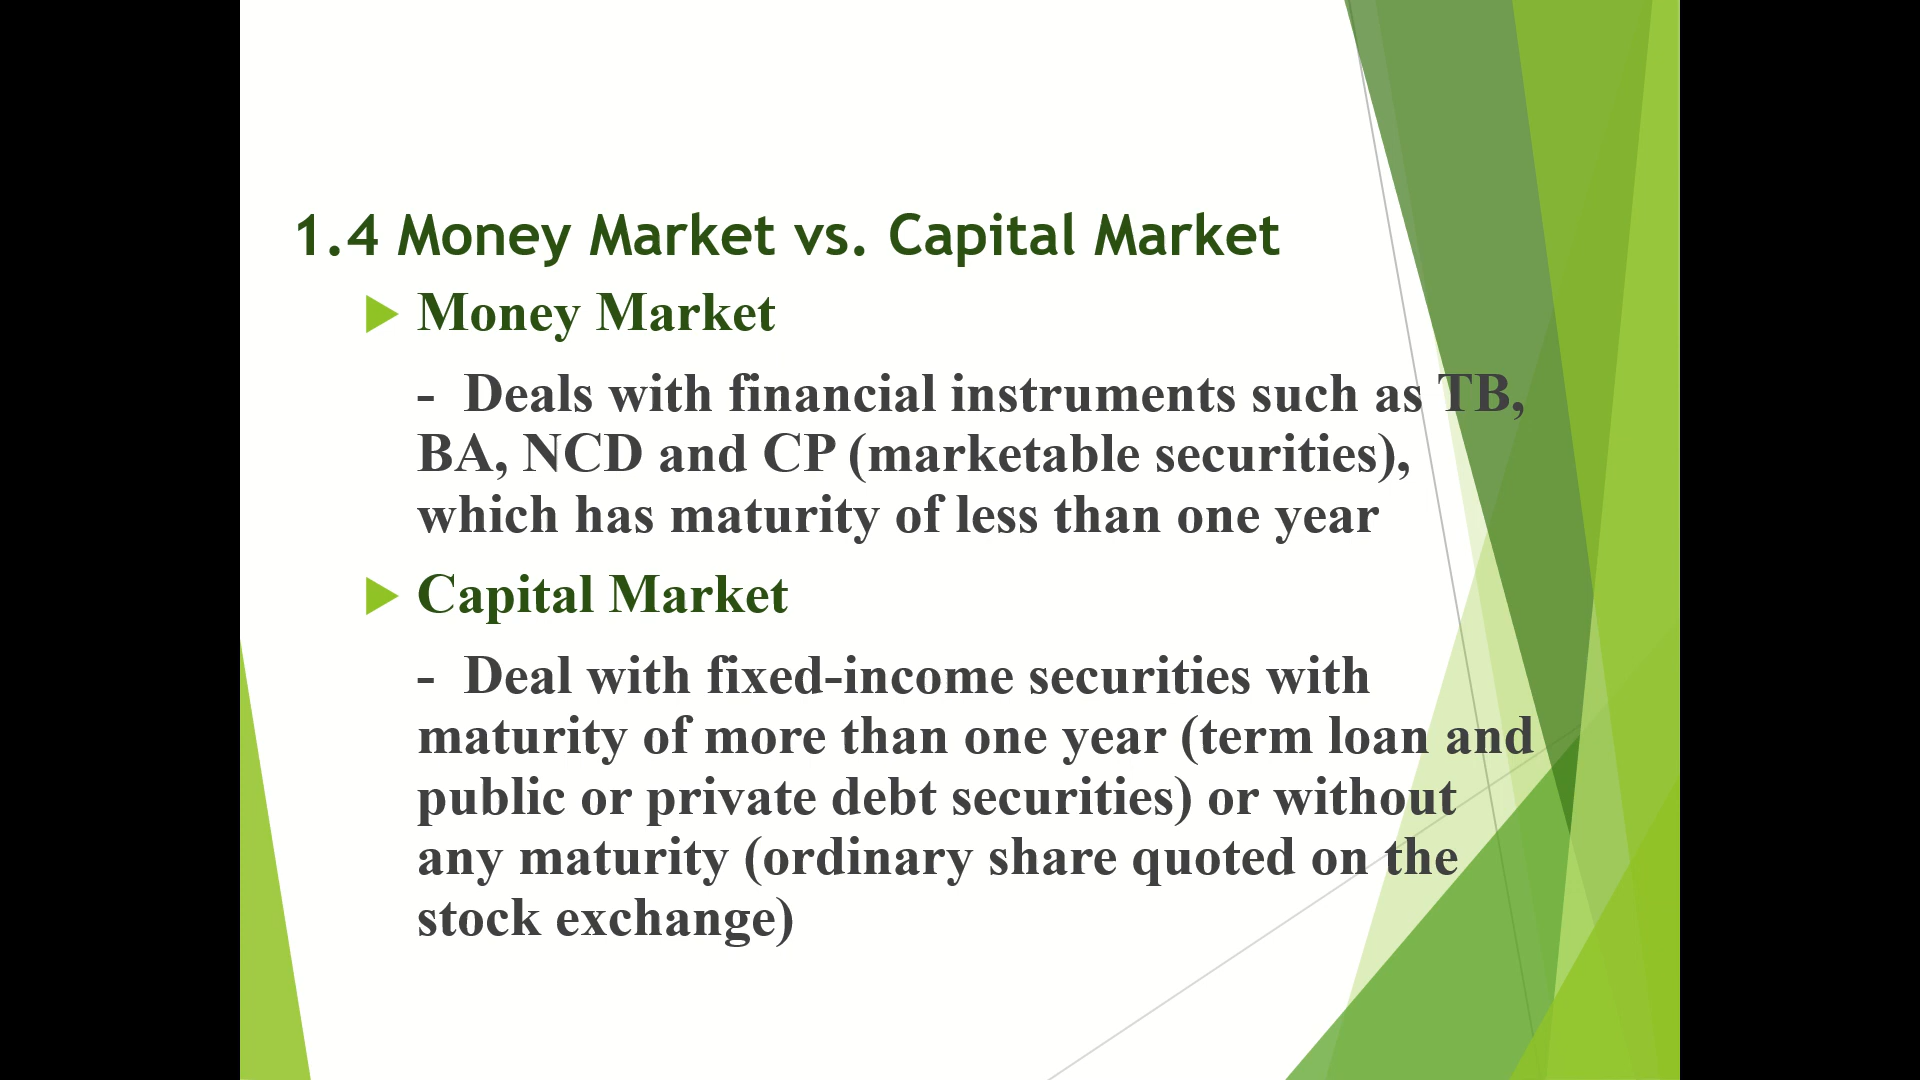 1.4 Money Market vs. Capital Market
Money Market
- Deals with financial instruments such as TB,
BA, NCD and CP (marketable securities),
which has maturity of less than one year
Capital Market
- Deal with fixed-income securities with
maturity of more than one year (term loan and
public or private debt securities) or without
any maturity (ordinary share quoted on the
stock exchange)